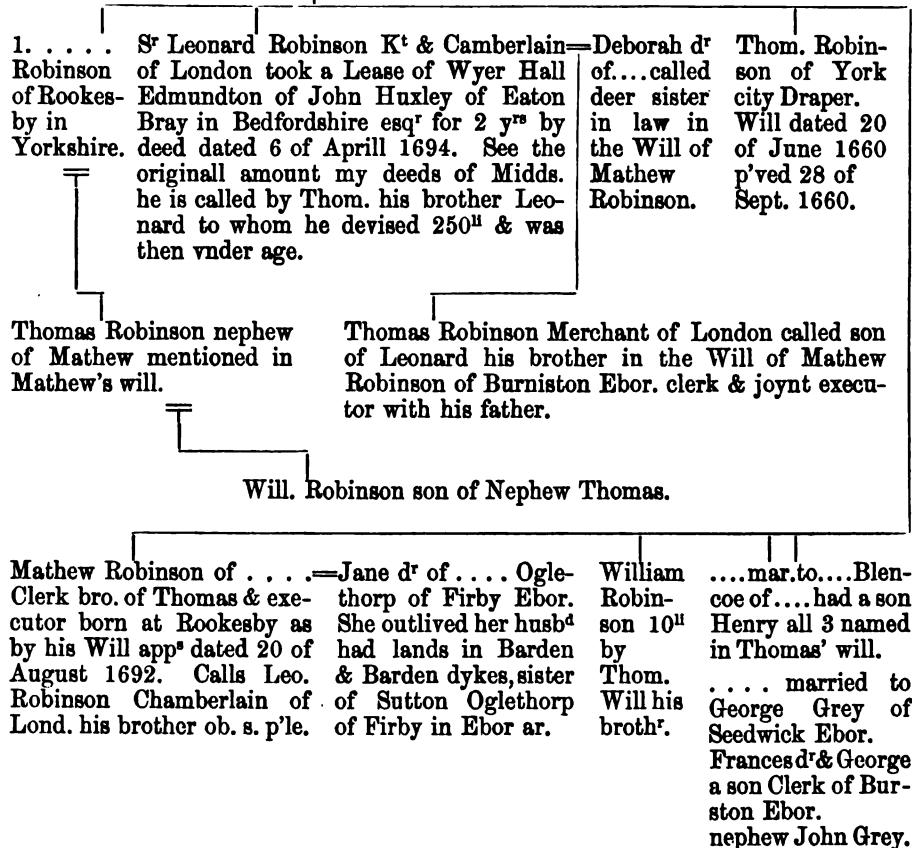 1. . . . .
Robinson
of Rookes-
by in
Yorkshire.
Sr Leonard Robinson Kt & Camberlain=
of London took a Lease of Wyer Hall
Edmundton of John Huxley of Eaton
Bray in Bedfordshire esqr for 2 yrs by
deed dated 6 of Aprill 1694. See the
originall amount my deeds of Midds.
he is called by Thom. his brother Leo-
nard to whom he devised 250li & was
then vnder age.
Deborah dr
of....called
deer sister
in law in
the Will of
Mathew
Robinson.
Thom. Robin-
son of York
city Draper.
Will dated 20
of June 1660
p'ved 28 of
Sept. 1660.
Thomas Robinson nephew
of Mathew mentioned in
Mathew's will.
Thomas Robinson Merchant of London called son
of Leonard his brother in the Will of Mathew
Robinson of Burniston Ebor. clerk & joynt execu-
tor with his father.
Will. Robinson son of Nephew Thomas.
Mathew Robinson of . . . .=
Clerk bro. of Thomas & exe-
cutor born at Rookesby as
by his Will apps dated 20 of
August 1692. Calls Leo.
Robinson Chamberlain of
Lond. his brother ob. s. p'le.
Jane dr of . . . . Ogle-
thorp of Firby Ebor.
She outlived her husbd
had lands in Barden
& Barden dykes, sister
of Sutton Oglethorp
of Firby in Ebor ar.
William
Robin-
son 10li
by
Thom.
Will his
brothr.
....mar.to....Blen-
coe of....had a son
Henry all 3 named
in Thomas' will.
. . . . married to
George Grey of
Seedwick Ebor.
Frances dr & George
a son Clerk of Bur-
ston Ebor.
nephew John Grey.